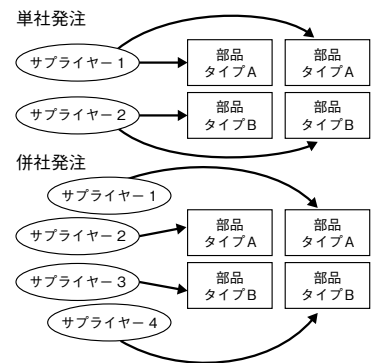 単社発注
サプライヤー1
部品
タイプA
部品
タイプA
サプライヤー2
部品
タイプB
部品
タイプB
併社発注
サプライヤー1
サプライヤー2
部品
タイプA
部品
タイプA
サプライヤー3
部品
タイプB
部品
タイプB
サプライヤー4